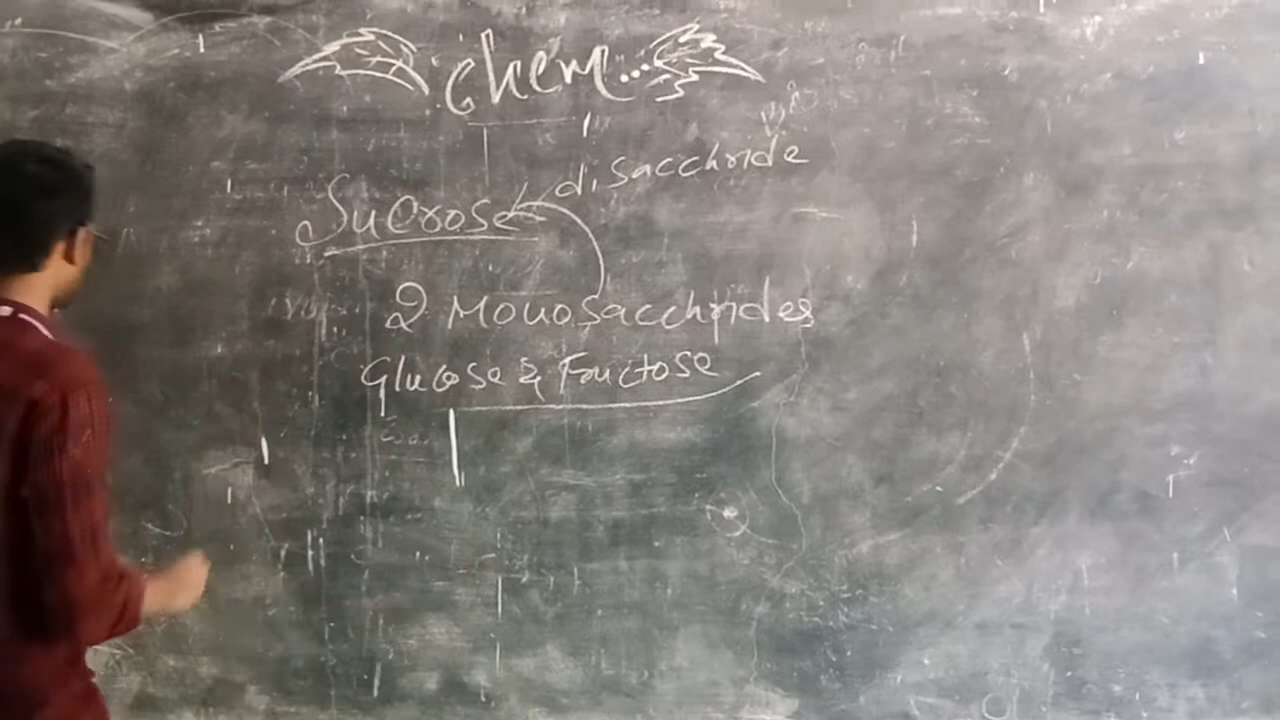 Chem...
disacchride
Sucrose
2 Monosacchrides
Glucose & Fructose